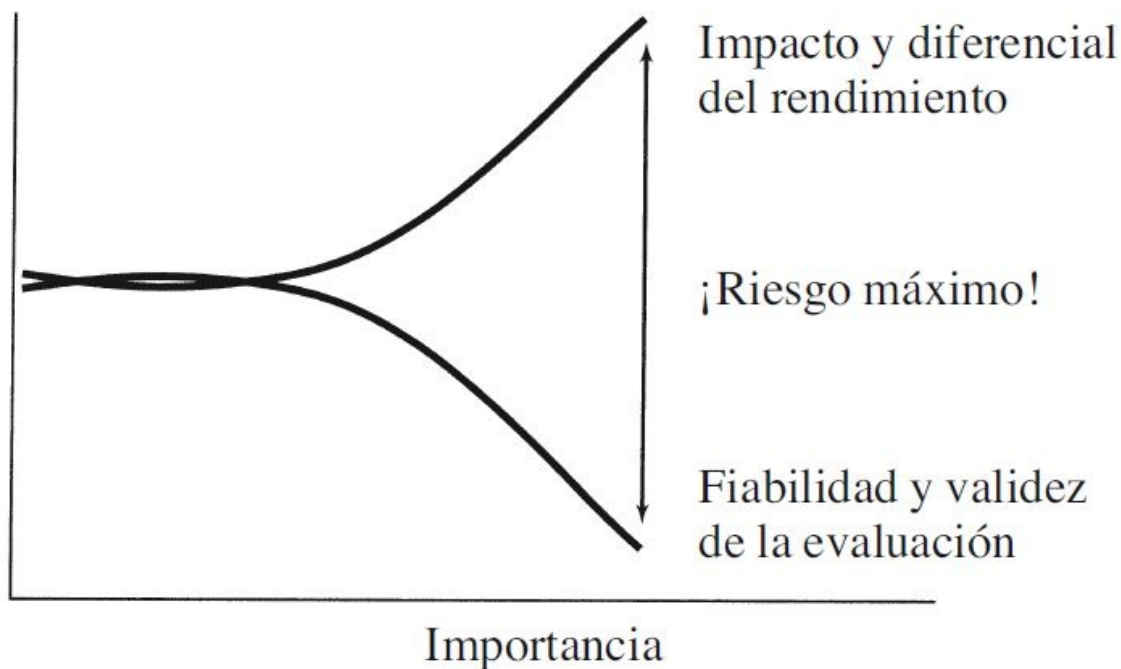 Impacto y diferencial
del rendimiento
¡Riesgo máximo!
Fiabilidad y validez
de la evaluación
Importancia